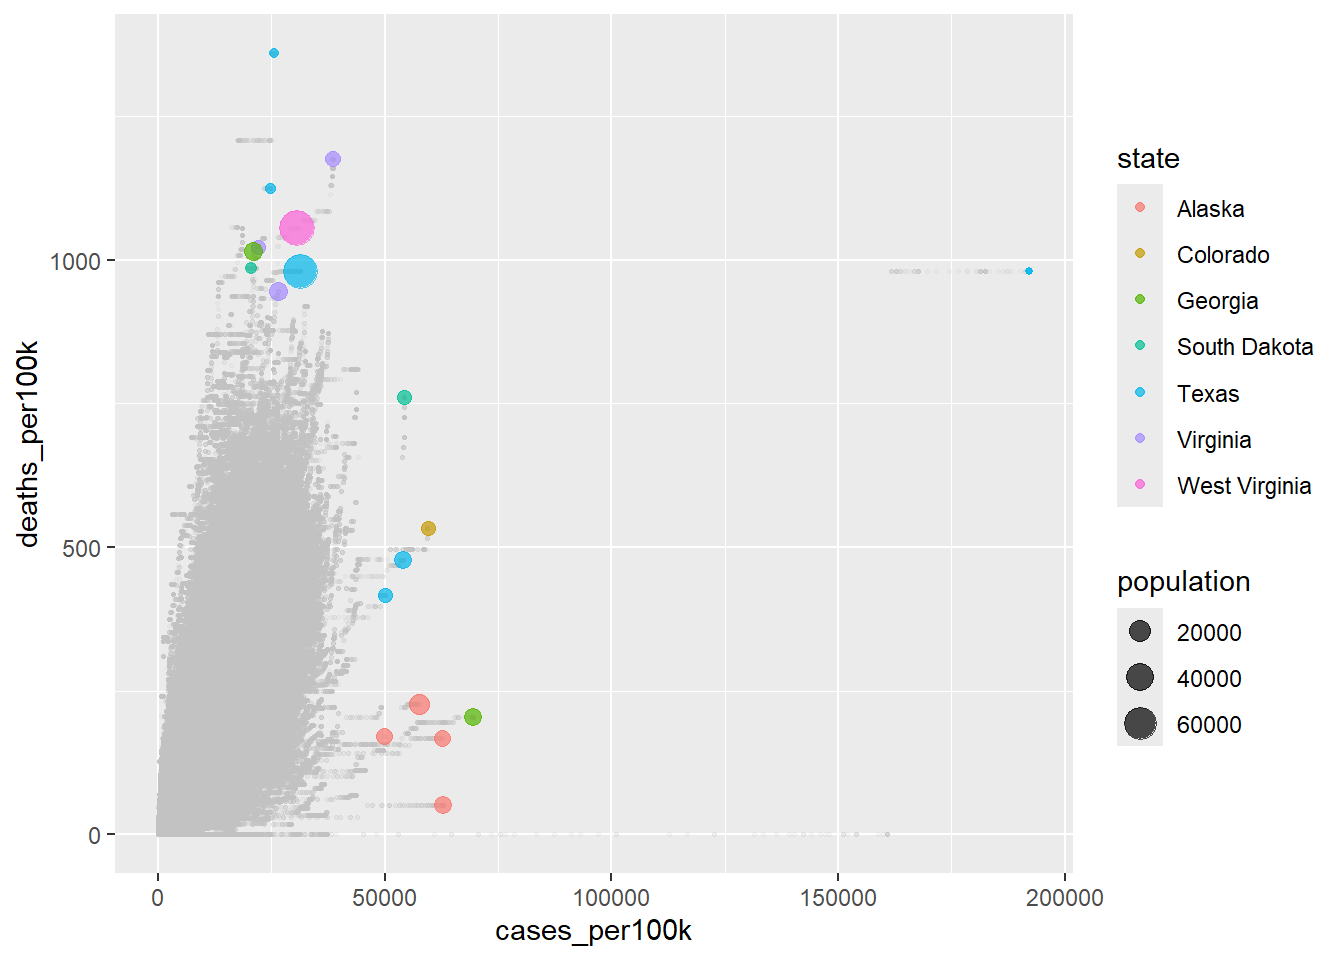 deaths_per100k
1000
500
0
0
50000
100000
150000
200000
cases_per100k
state
Alaska
Colorado
Georgia
South Dakota
Texas
Virginia
West Virginia
population
20000
40000
60000